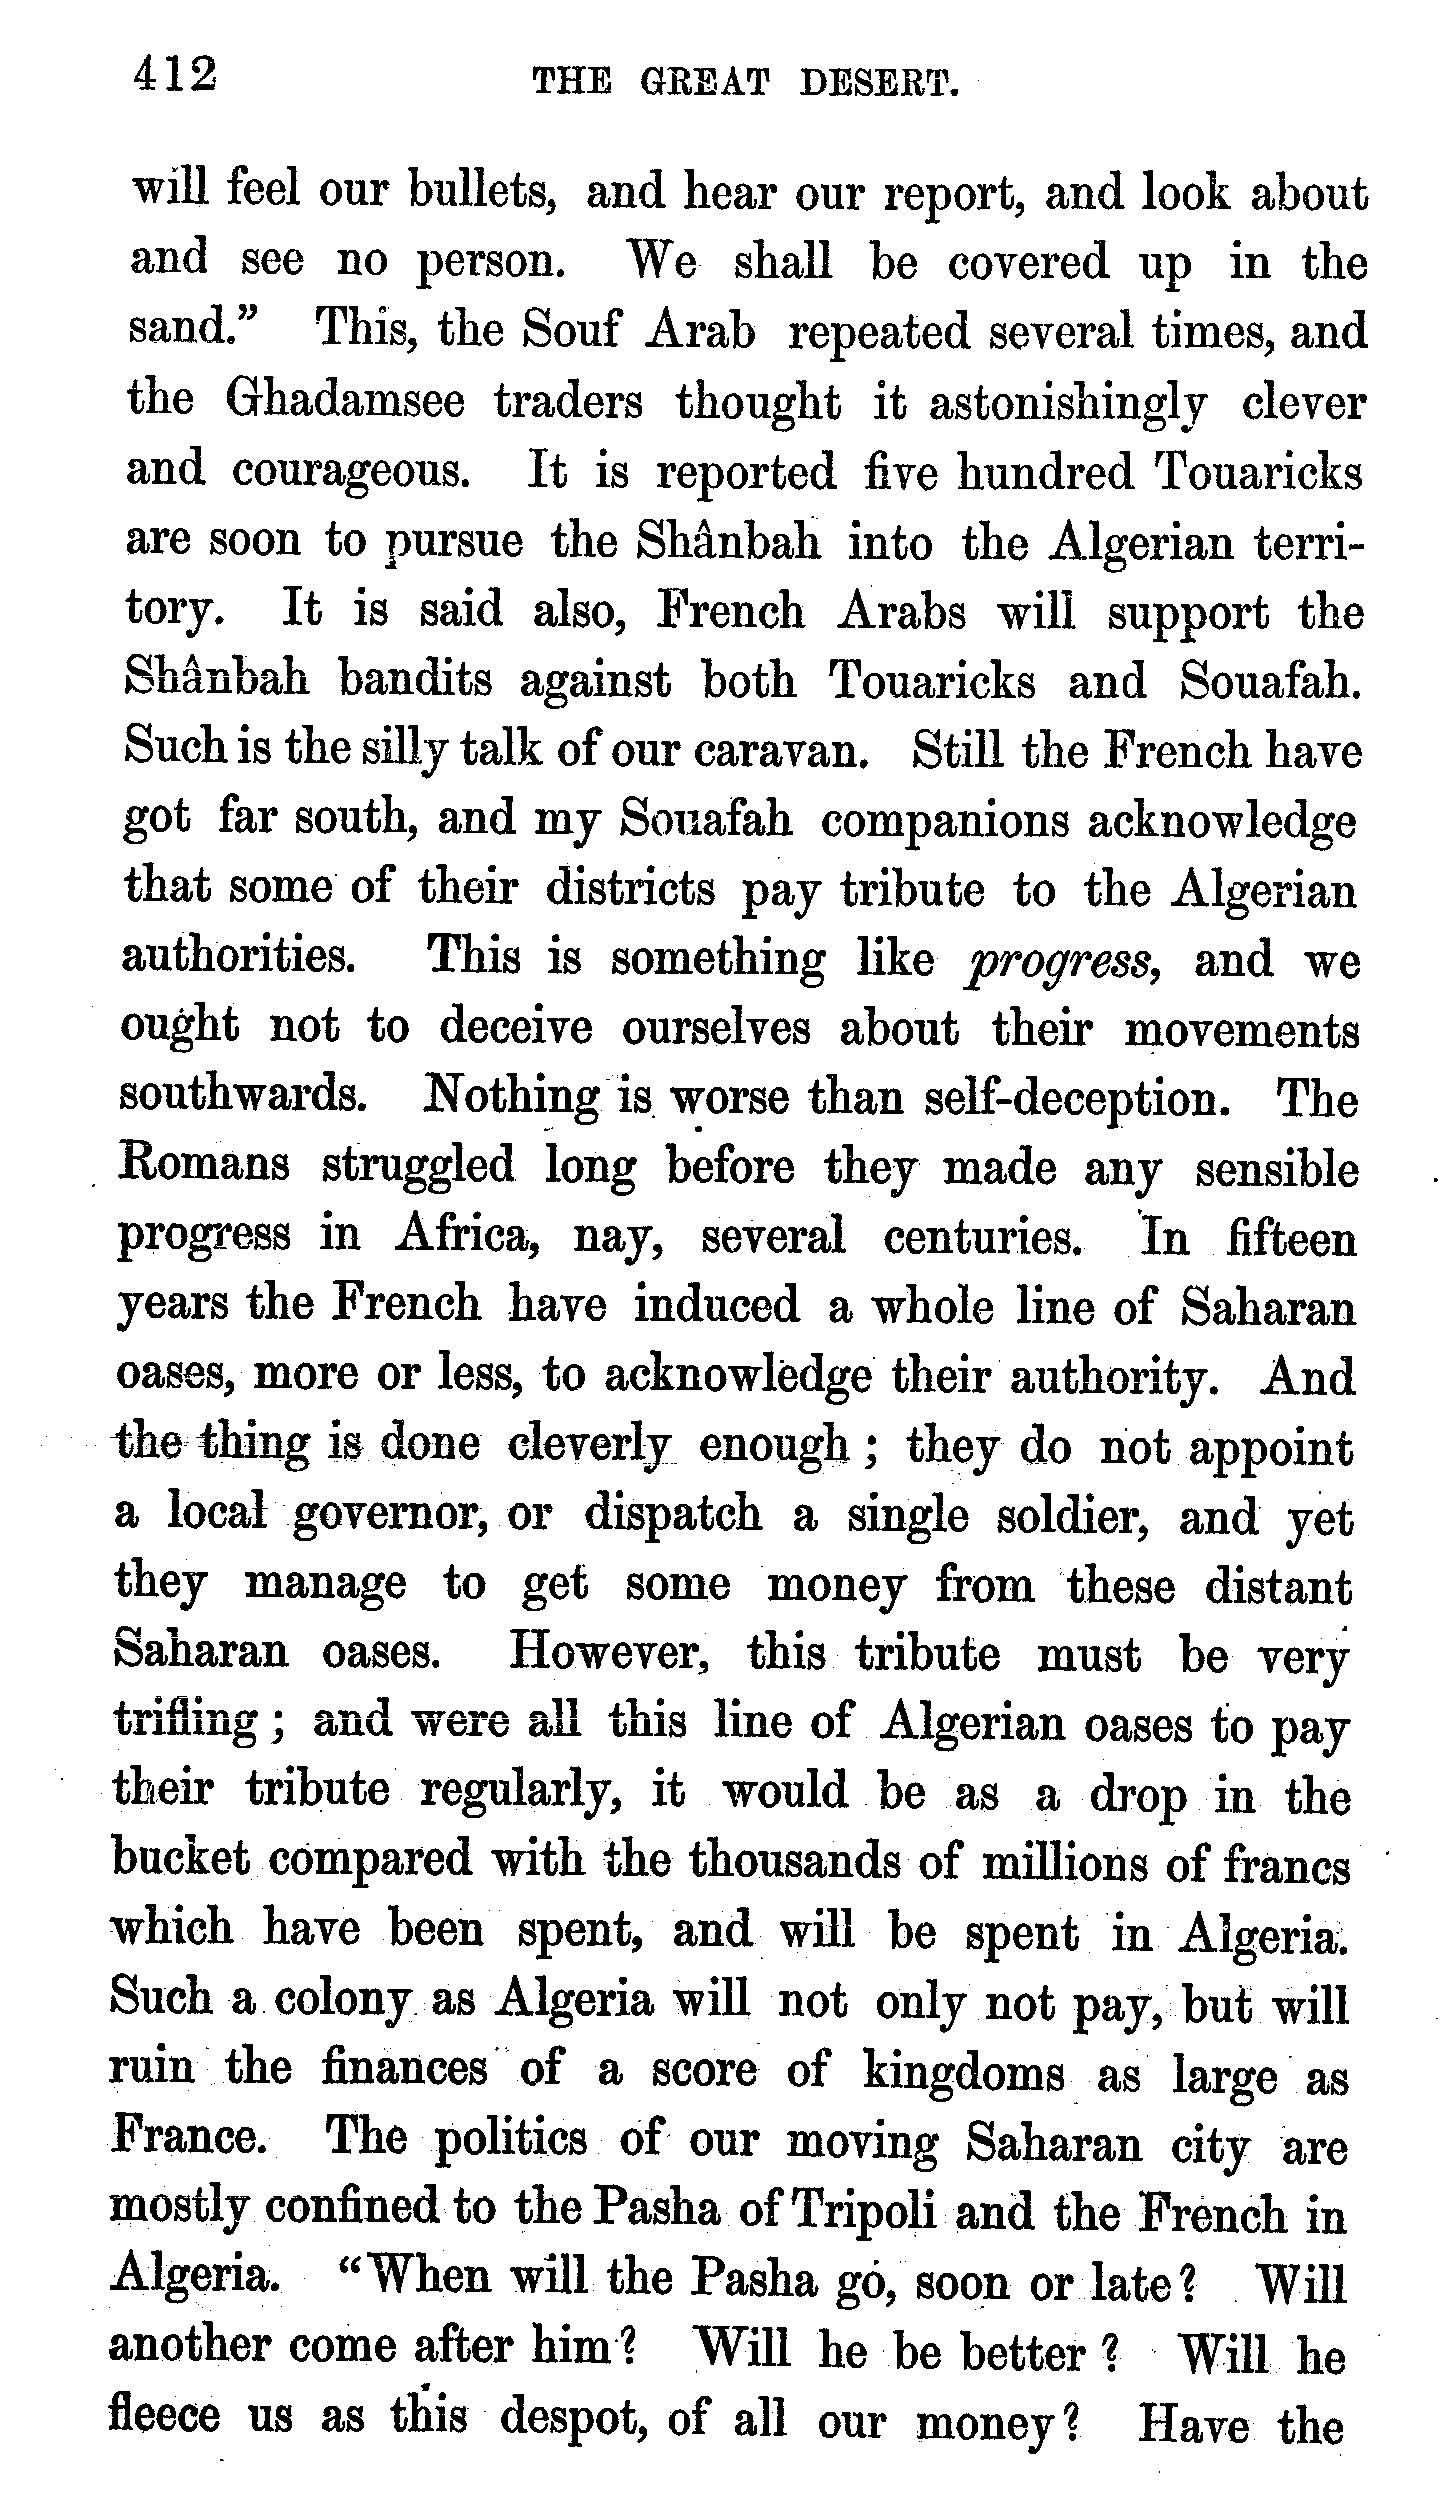 412 THE GREAT DESERT.
will feel our bullets, and hear our report, and look about
and see no person. We shall be covered up in the
sand.” This, the Souf Arab repeated several times, and
the Ghadamsee traders thought it astonishingly clever
and courageous. It is reported five hundred Touaricks
are soon to pursue the Shânbah into the Algerian terri-
tory. It is said also, French Arabs will support the
Shânbah bandits against both Touaricks and Souafah.
Such is the silly talk of our caravan. Still the French have
got far south, and my Souafah companions acknowledge
that some of their districts pay tribute to the Algerian
authorities. This is something like progress, and we
ought not to deceive ourselves about their movements
southwards. Nothing is worse than self-deception. The
Romans struggled long before they made any sensible
progress in Africa, nay, several centuries. In fifteen
years the French have induced a whole line of Saharan
oases, more or less, to acknowledge their authority. And
the thing is done cleverly enough; they do not appoint
a local governor, or dispatch a single soldier, and yet
they manage to get some money from these distant
Saharan oases. However, this tribute must be very
trifling; and were all this line of Algerian oases to pay
their tribute regularly, it would be as a drop in the
bucket compared with the thousands of millions of francs
which have been spent, and will be spent in Algeria.
Such a colony as Algeria will not only not pay, but will
ruin the finances of a score of kingdoms as large as
France. The politics of our moving Saharan city are
mostly confined to the Pasha of Tripoli and the French in
Algeria. “When will the Pasha go, soon or late? Will
another come after him? Will he be better? Will he
fleece us as this despot, of all our money? Have the